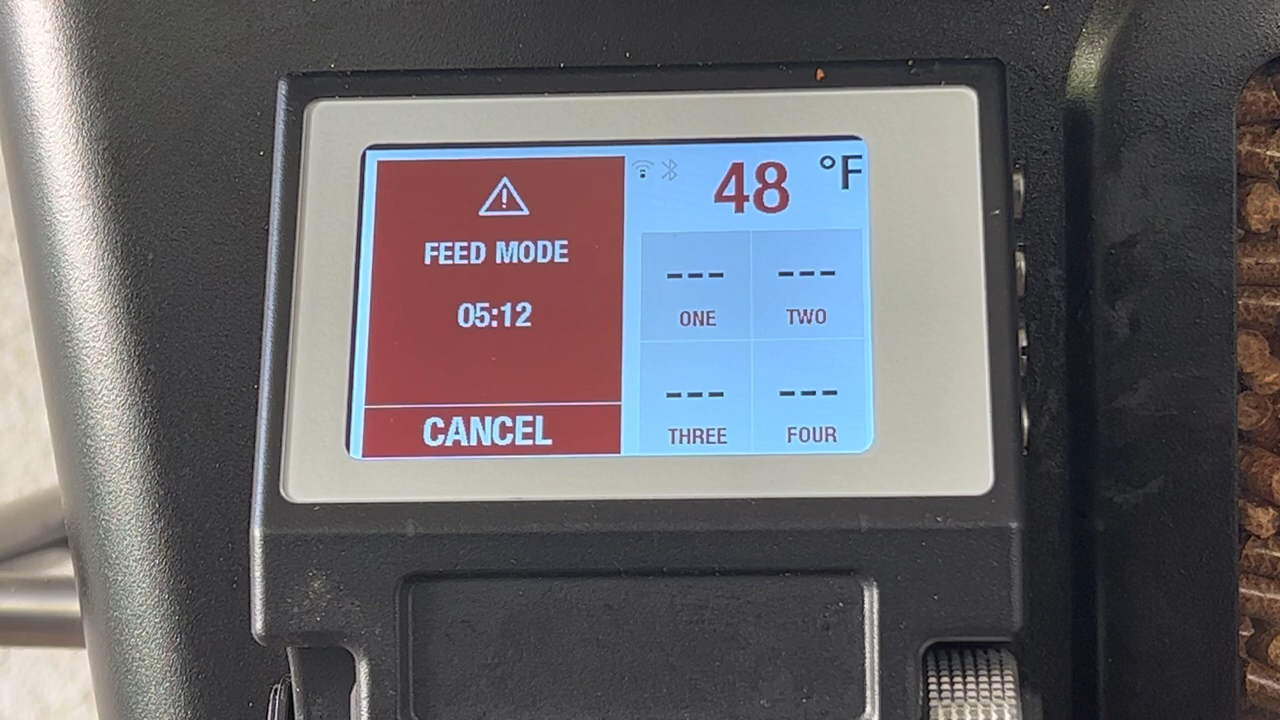 FEED MODE
05:12
CANCEL
48 °F
--- ---
ONE TWO
--- ---
THREE FOUR